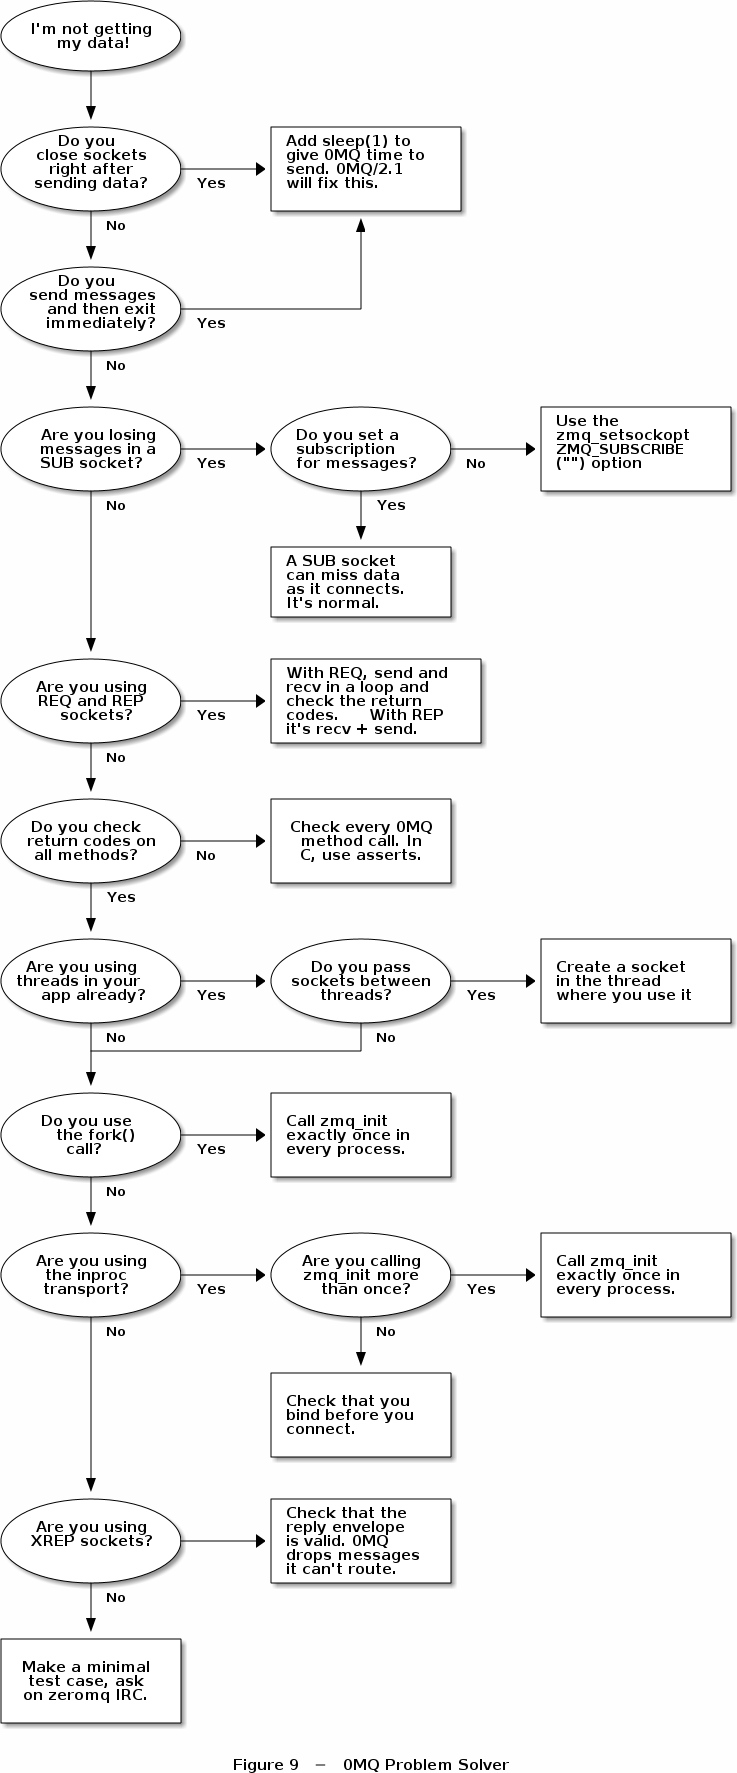 I'm not getting
my data!
Do you
close sockets
right after
sending data?
Yes
Add sleep(1) to
give 0MQ time to
send. 0MQ/2.1
will fix this.
No
Do you
send messages
and then exit
immediately?
Yes
No
Are you losing
messages in a
SUB socket?
Yes
Do you set a
subscription
for messages?
No
Use the
zmq_setsockopt
ZMQ_SUBSCRIBE
("") option
No
Yes
A SUB socket
can miss data
as it connects.
It's normal.
Are you using
REQ and REP
sockets?
Yes
With REQ, send and
recv in a loop and
check the return
codes. With REP
it's recv + send.
No
Do you check
return codes on
all methods?
No
Check every 0MQ
method call. In
C, use asserts.
Yes
Are you using
threads in your
app already?
Yes
Do you pass
sockets between
threads?
Yes
Create a socket
in the thread
where you use it
No
No
Do you use
the fork()
call?
Yes
Call zmq_init
exactly once in
every process.
No
Are you using
the inproc
transport?
Yes
Are you calling
zmq_init more
than once?
Yes
Call zmq_init
exactly once in
every process.
No
No
Check that you
bind before you
connect.
Are you using
XREP sockets?
Check that the
reply envelope
is valid. 0MQ
drops messages
it can't route.
No
Make a minimal
test case, ask
on zeromq IRC.
Figure 9 – 0MQ Problem Solver